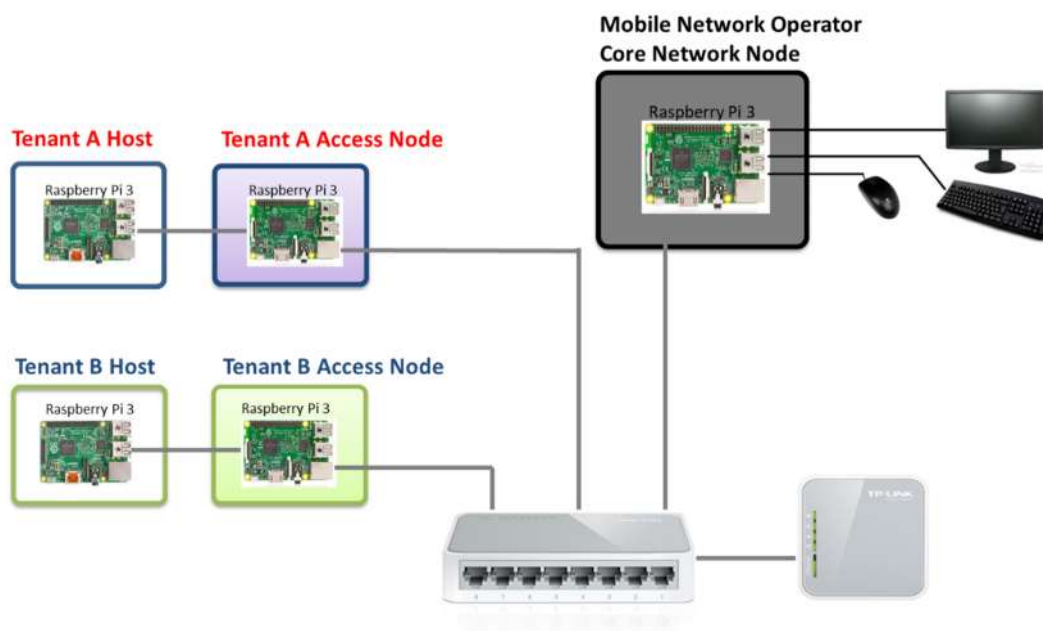 Mobile Network Operator
Core Network Node
Raspberry Pi 3
Tenant A Host
Tenant A Access Node
Raspberry Pi 3
Raspberry Pi 3
Tenant B Host
Tenant B Access Node
Raspberry Pi 3
Raspberry Pi 3
TP-LINK